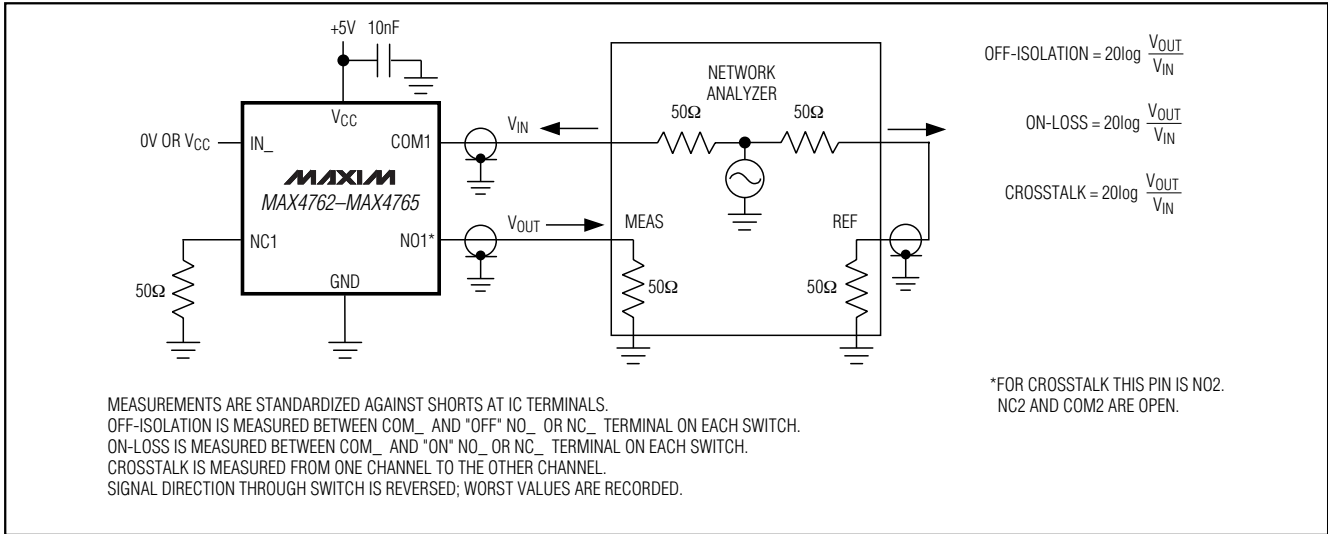 +5V 10nF
VCC
0V OR VCC
IN_
COM1
MAXIM
MAX4762–MAX4765
NC1
NO1*
GND
50Ω
VIN
VOUT
NETWORK
ANALYZER
50Ω
50Ω
MEAS
REF
50Ω
50Ω
OFF-ISOLATION = 20log VOUT/VIN
ON-LOSS = 20log VOUT/VIN
CROSSTALK = 20log VOUT/VIN
MEASUREMENTS ARE STANDARDIZED AGAINST SHORTS AT IC TERMINALS.
OFF-ISOLATION IS MEASURED BETWEEN COM_ AND "OFF" NO_ OR NC_ TERMINAL ON EACH SWITCH.
ON-LOSS IS MEASURED BETWEEN COM_ AND "ON" NO_ OR NC_ TERMINAL ON EACH SWITCH.
CROSSTALK IS MEASURED FROM ONE CHANNEL TO THE OTHER CHANNEL.
SIGNAL DIRECTION THROUGH SWITCH IS REVERSED; WORST VALUES ARE RECORDED.
*FOR CROSSTALK THIS PIN IS NO2.
NC2 AND COM2 ARE OPEN.